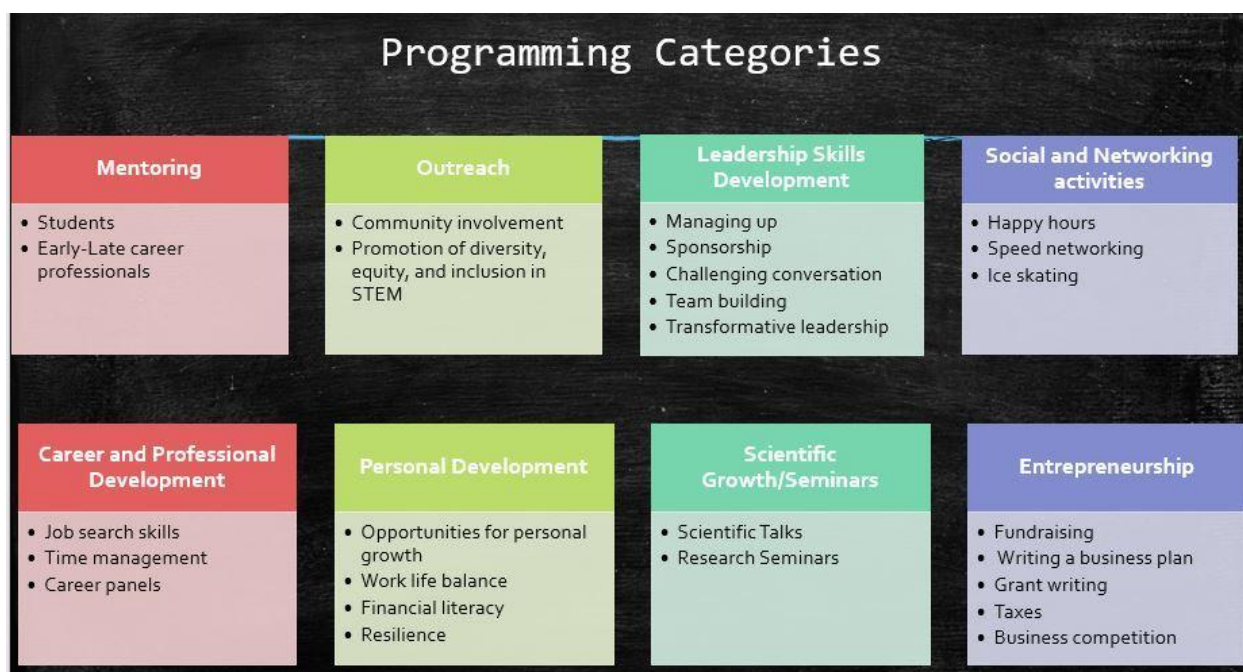 Programming Categories
Mentoring
• Students
• Early-Late career
professionals
Outreach
• Community involvement
• Promotion of diversity,
equity, and inclusion in
STEM
Leadership Skills
Development
• Managing up
• Sponsorship
• Challenging conversation
• Team building
• Transformative leadership
Social and Networking
activities
• Happy hours
• Speed networking
• Ice skating
Career and Professional
Development
• Job search skills
• Time management
• Career panels
Personal Development
• Opportunities for personal
growth
• Work life balance
• Financial literacy
• Resilience
Scientific
Growth/Seminars
• Scientific Talks
• Research Seminars
Entrepreneurship
• Fundraising
• Writing a business plan
• Grant writing
• Taxes
• Business competition